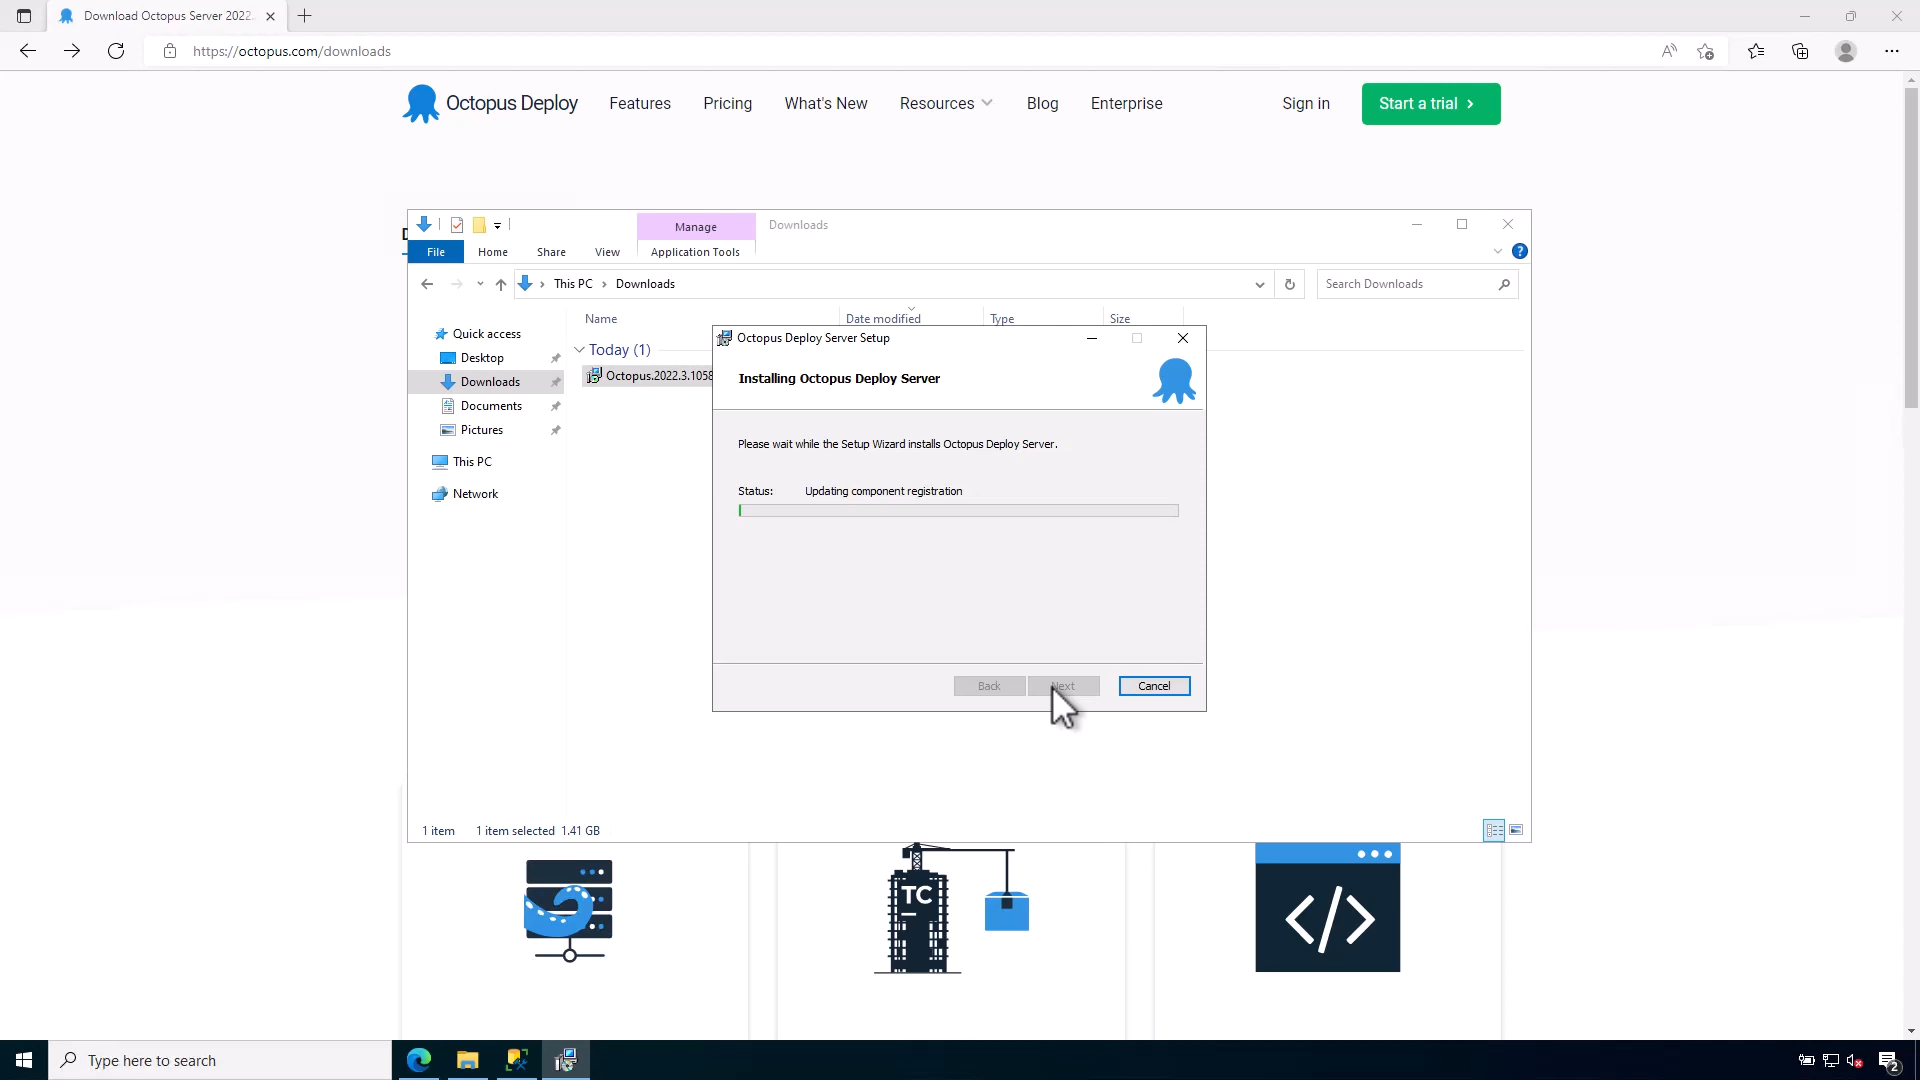 Download Octopus Server 2022
https://octopus.com/downloads
Octopus Deploy
Features
Pricing
What's New
Resources
Blog
Enterprise
Sign in
Start a trial
Manage
Downloads
File
Home
Share
View
Application Tools
This PC
Downloads
Search Downloads
Name
Date modified
Type
Size
Quick access
Desktop
Downloads
Documents
Pictures
This PC
Network
Today (1)
Octopus.2022.3.1058
Octopus Deploy Server Setup
Installing Octopus Deploy Server
Please wait while the Setup Wizard installs Octopus Deploy Server.
Status: Updating component registration
Back
Next
Cancel
1 item
1 item selected 1.41 GB
TC
</>
Type here to search
2